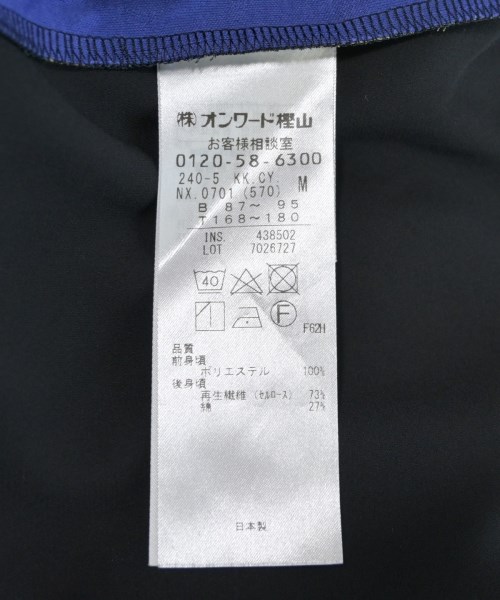 (株)オンワード樫山
お客様相談室
0120-58-6300
240-5 KK.CY. M
NX.0701 (570)
B 87～ 95
T 168～180
INS. 438502
LOT 7026727
40
F
F62H
品質
前身頃
ポリエステル 100%
後身頃
再生繊維 (セルロース) 73%
綿 27%
日本製